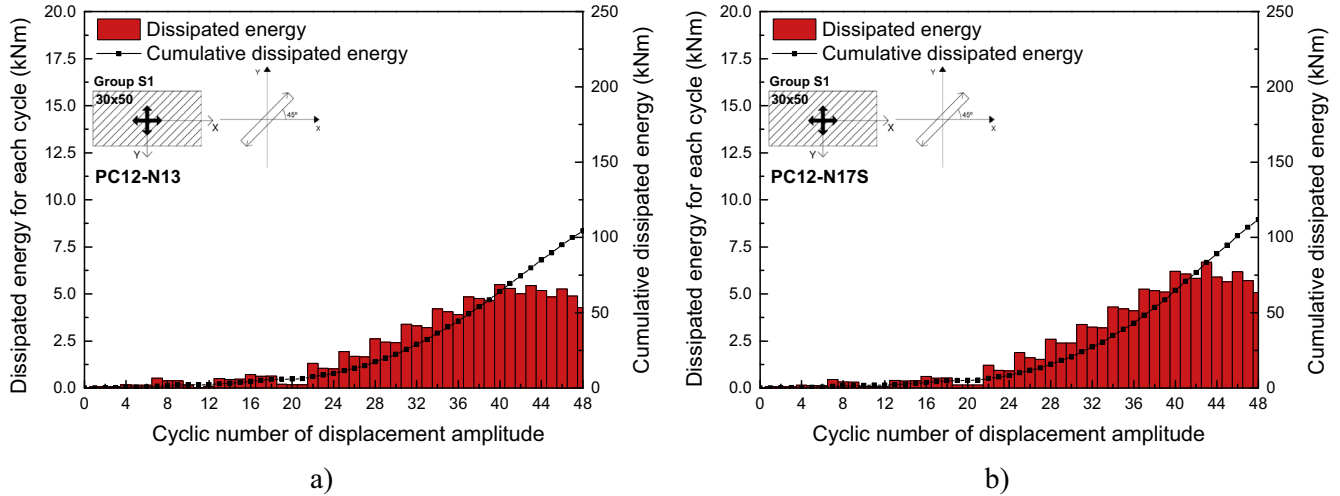 Dissipated energy for each cycle (kNm)
20.0
17.5
15.0
12.5
10.0
7.5
5.0
2.5
0.0
Dissipated energy
Cumulative dissipated energy
Group S1
30x50
X
Y
Y
45º
x
PC12-N13
250
200
150
100
50
0
Cumulative dissipated energy (kNm)
0 4 8 12 16 20 24 28 32 36 40 44 48
Cyclic number of displacement amplitude
a)
Dissipated energy for each cycle (kNm)
20.0
17.5
15.0
12.5
10.0
7.5
5.0
2.5
0.0
Dissipated energy
Cumulative dissipated energy
Group S1
30x50
X
Y
Y
45º
x
PC12-N17S
250
200
150
100
50
0
Cumulative dissipated energy (kNm)
0 4 8 12 16 20 24 28 32 36 40 44 48
Cyclic number of displacement amplitude
b)